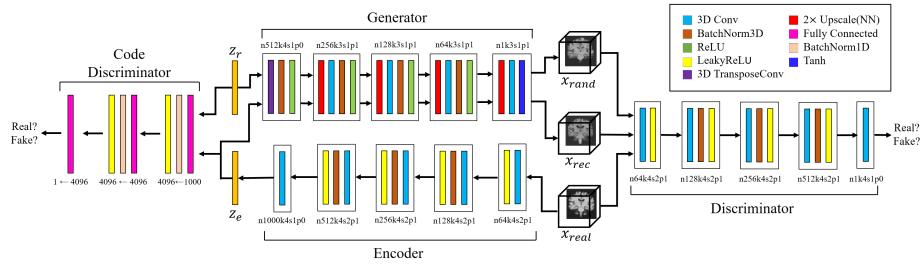 Generator
3D Conv
BatchNorm3D
ReLU
LeakyReLU
3D TransposeConv
2× Upscale(NN)
Fully Connected
BatchNorm1D
Tanh
Code
Discriminator
z_r
n512k4s1p0
n256k3s1p1
n128k3s1p1
n64k3s1p1
n1k3s1p1
x_rand
Real?
Fake?
1 ← 4096
4096 ← 4096
4096←1000
x_rec
Real?
Fake?
n64k4s2p1
n128k4s2p1
n256k4s2p1
n512k4s2p1
n1k4s1p0
Discriminator
z_e
n1000k4s1p0
n512k4s2p1
n256k4s2p1
n128k4s2p1
n64k4s2p1
x_real
Encoder